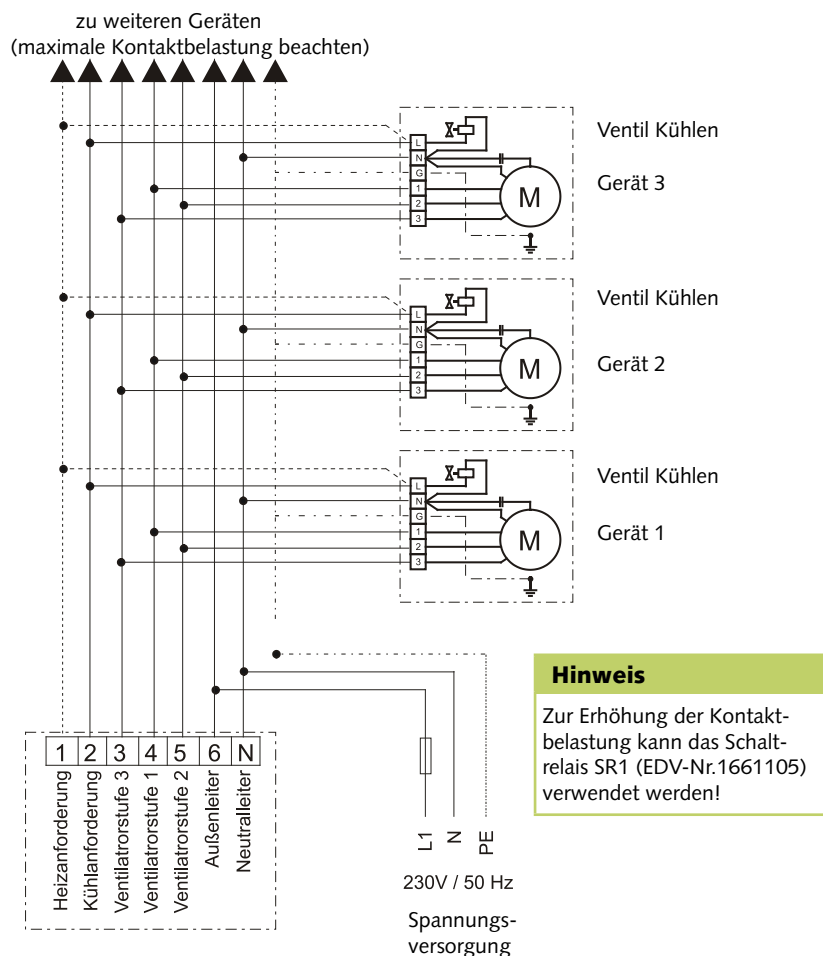 zu weiteren Geräten
(maximale Kontaktbelastung beachten)
Ventil Kühlen
Gerät 3
L
N
G
1
2
3
M
Ventil Kühlen
Gerät 2
L
N
G
1
2
3
M
Ventil Kühlen
Gerät 1
L
N
G
1
2
3
M
Hinweis
Zur Erhöhung der Kontakt-
belastung kann das Schalt-
relais SR1 (EDV-Nr.1661105)
verwendet werden!
1 2 3 4 5 6 N
Heizanforderung
Kühlanforderung
Ventilatrorstufe 3
Ventilatrorstufe 1
Ventilatrorstufe 2
Außenleiter
Neutralleiter
L1
N
PE
230V / 50 Hz
Spannungs-
versorgung